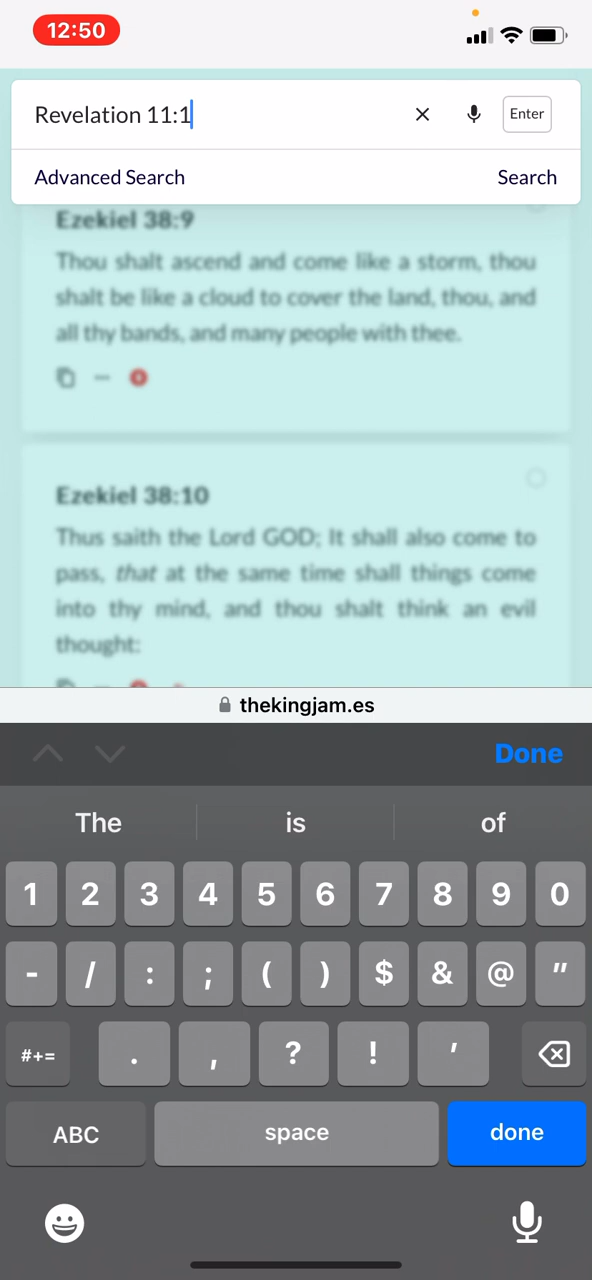 12:50
Revelation 11:1
Enter
Advanced Search
Search
Ezekiel 38:9
Thou shalt ascend and come like a storm, thou
shalt be like a cloud to cover the land, thou, and
all thy bands, and many people with thee.
Ezekiel 38:10
Thus saith the Lord GOD; It shall also come to
pass, that at the same time shall things come
into thy mind, and thou shalt think an evil
thought:
thekingjam.es
Done
The is of
1 2 3 4 5 6 7 8 9 0
- / : ; ( ) $ & @ "
#+= . , ? ! '
ABC space done